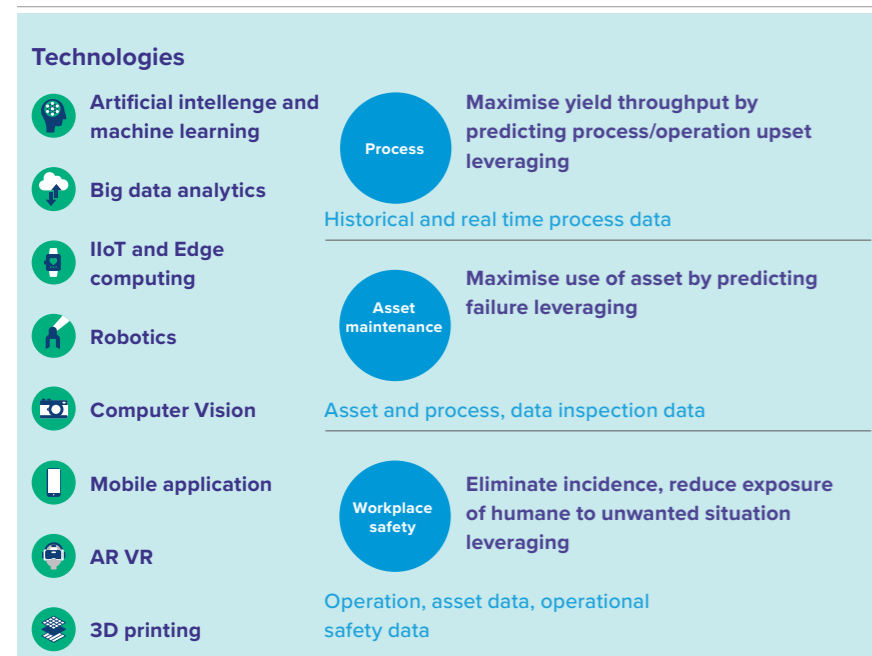 Technologies
Artificial intellenge and
machine learning
Big data analytics
IIoT and Edge
computing
Robotics
Computer Vision
Mobile application
AR VR
3D printing
Process
Maximise yield throughput by
predicting process/operation upset
leveraging
Historical and real time process data
Asset
maintenance
Maximise use of asset by predicting
failure leveraging
Asset and process, data inspection data
Workplace
safety
Eliminate incidence, reduce exposure
of humane to unwanted situation
leveraging
Operation, asset data, operational
safety data